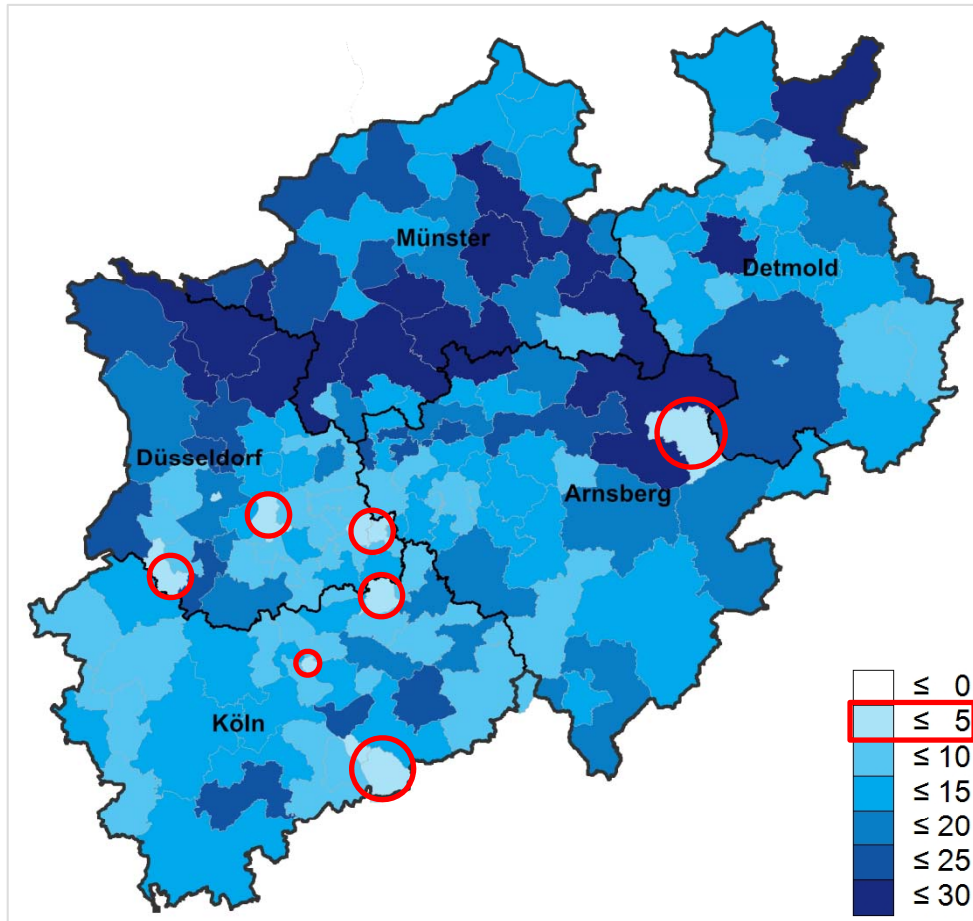 Münster
Detmold
Düsseldorf
Arnsberg
Köln
≤ 0
≤ 5
≤ 10
≤ 15
≤ 20
≤ 25
≤ 30